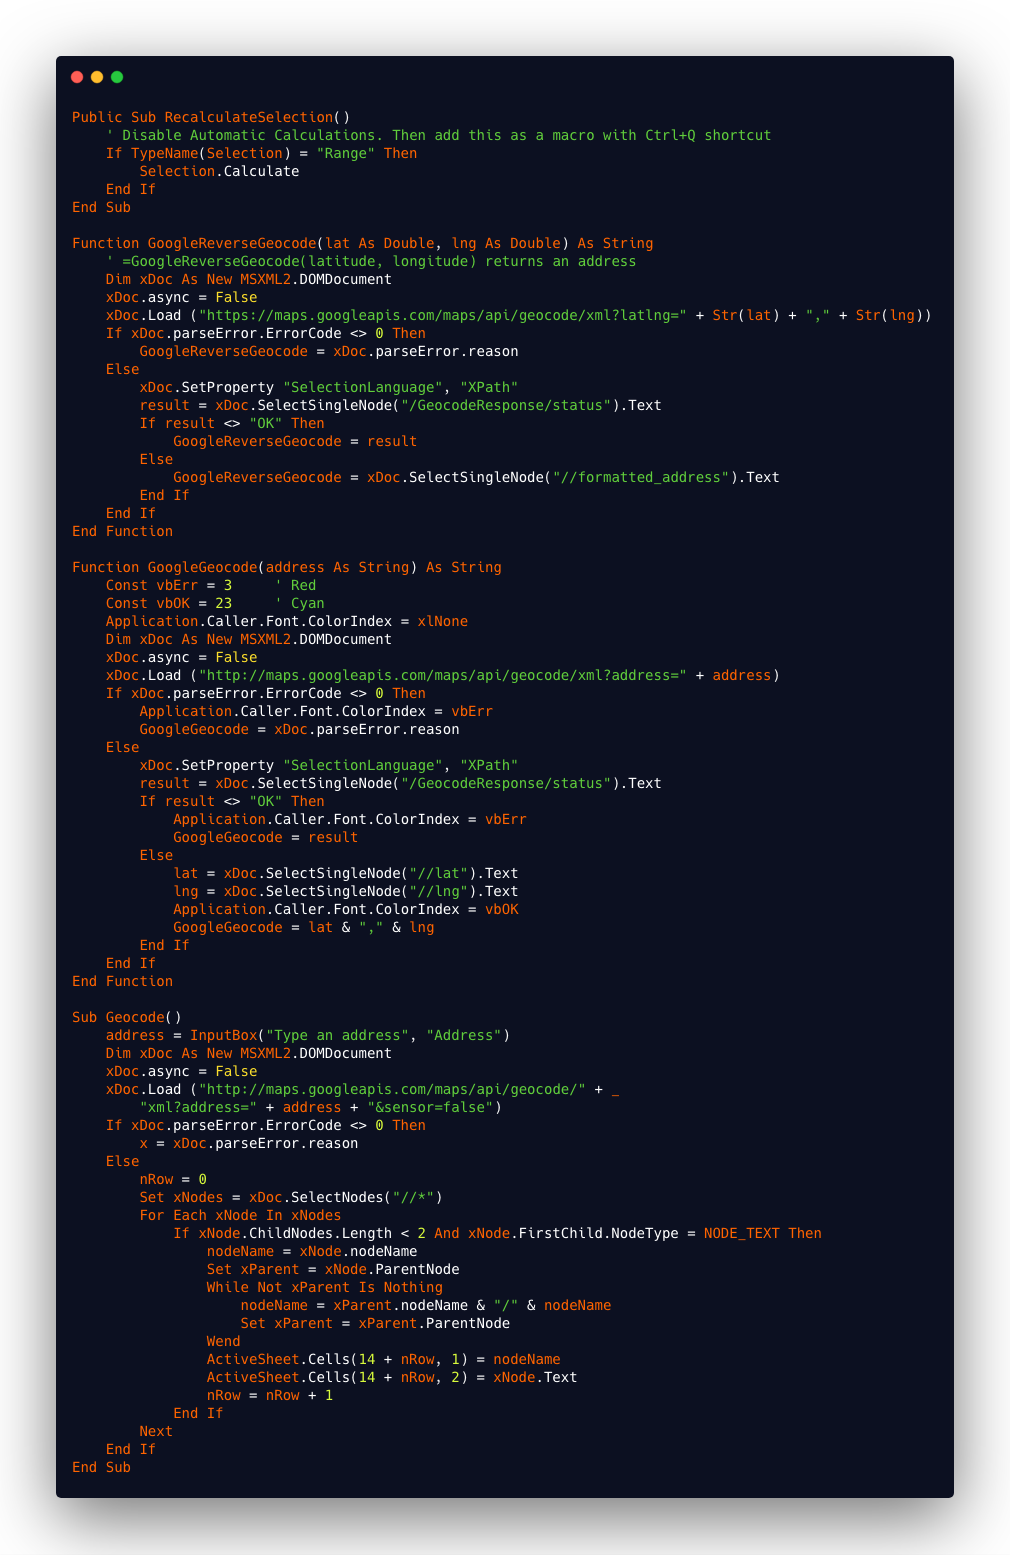 Public Sub RecalculateSelection()
    ' Disable Automatic Calculations. Then add this as a macro with Ctrl+Q shortcut
    If TypeName(Selection) = "Range" Then
        Selection.Calculate
    End If
End Sub

Function GoogleReverseGeocode(lat As Double, lng As Double) As String
    ' =GoogleReverseGeocode(latitude, longitude) returns an address
    Dim xDoc As New MSXML2.DOMDocument
    xDoc.async = False
    xDoc.Load ("https://maps.googleapis.com/maps/api/geocode/xml?latlng=" + Str(lat) + "," + Str(lng))
    If xDoc.parseError.ErrorCode <> 0 Then
        GoogleReverseGeocode = xDoc.parseError.reason
    Else
        xDoc.SetProperty "SelectionLanguage", "XPath"
        result = xDoc.SelectSingleNode("/GeocodeResponse/status").Text
        If result <> "OK" Then
            GoogleReverseGeocode = result
        Else
            GoogleReverseGeocode = xDoc.SelectSingleNode("//formatted_address").Text
        End If
    End If
End Function

Function GoogleGeocode(address As String) As String
    Const vbErr = 3     ' Red
    Const vbOK = 23     ' Cyan
    Application.Caller.Font.ColorIndex = xlNone
    Dim xDoc As New MSXML2.DOMDocument
    xDoc.async = False
    xDoc.Load ("http://maps.googleapis.com/maps/api/geocode/xml?address=" + address)
    If xDoc.parseError.ErrorCode <> 0 Then
        Application.Caller.Font.ColorIndex = vbErr
        GoogleGeocode = xDoc.parseError.reason
    Else
        xDoc.SetProperty "SelectionLanguage", "XPath"
        result = xDoc.SelectSingleNode("/GeocodeResponse/status").Text
        If result <> "OK" Then
            Application.Caller.Font.ColorIndex = vbErr
            GoogleGeocode = result
        Else
            lat = xDoc.SelectSingleNode("//lat").Text
            lng = xDoc.SelectSingleNode("//lng").Text
            Application.Caller.Font.ColorIndex = vbOK
            GoogleGeocode = lat & "," & lng
        End If
    End If
End Function

Sub Geocode()
    address = InputBox("Type an address", "Address")
    Dim xDoc As New MSXML2.DOMDocument
    xDoc.async = False
    xDoc.Load ("http://maps.googleapis.com/maps/api/geocode/" + _
        "xml?address=" + address + "&sensor=false")
    If xDoc.parseError.ErrorCode <> 0 Then
        x = xDoc.parseError.reason
    Else
        nRow = 0
        Set xNodes = xDoc.SelectNodes("//*")
        For Each xNode In xNodes
            If xNode.ChildNodes.Length < 2 And xNode.FirstChild.NodeType = NODE_TEXT Then
                nodeName = xNode.nodeName
                Set xParent = xNode.ParentNode
                While Not xParent Is Nothing
                    nodeName = xParent.nodeName & "/" & nodeName
                    Set xParent = xParent.ParentNode
                Wend
                ActiveSheet.Cells(14 + nRow, 1) = nodeName
                ActiveSheet.Cells(14 + nRow, 2) = xNode.Text
                nRow = nRow + 1
            End If
        Next
    End If
End Sub